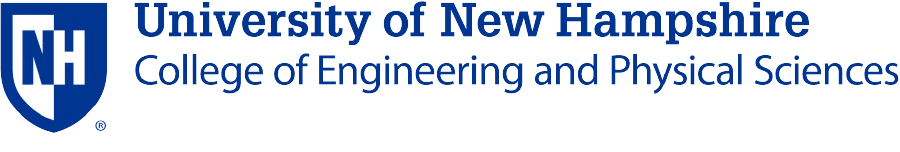 University of New Hampshire
NH
College of Engineering and Physical Sciences
®